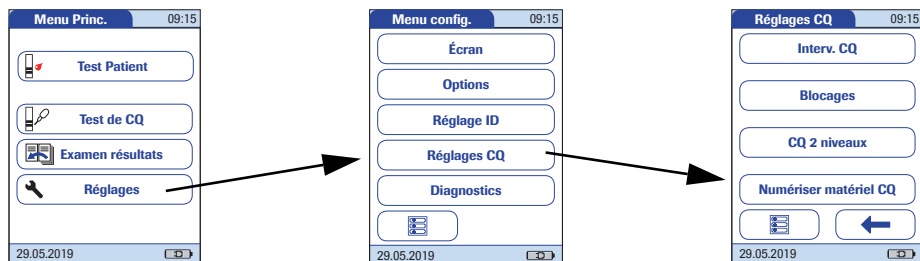 Menu Princ. 09:15
Test Patient
Test de CQ
Examen résultats
Réglages
29.05.2019
Menu config. 09:15
Écran
Options
Réglage ID
Réglages CQ
Diagnostics
29.05.2019
Réglages CQ 09:15
Interv. CQ
Blocages
CQ 2 niveaux
Numériser matériel CQ
29.05.2019